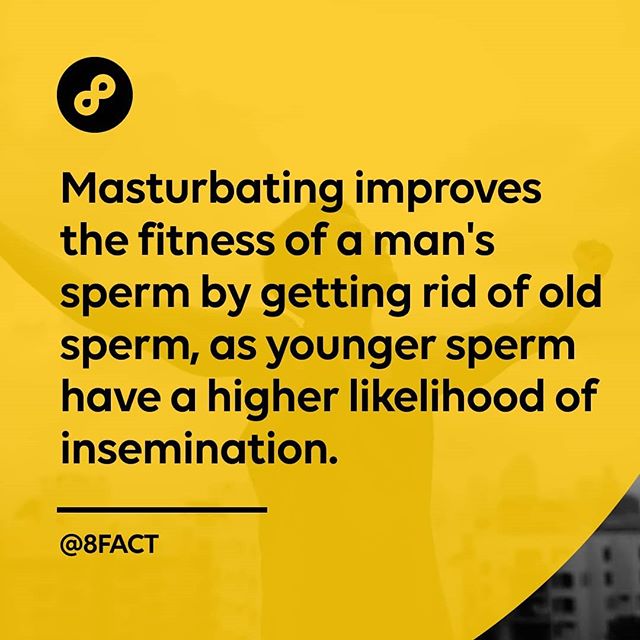 Masturbating improves
the fitness of a man's
sperm by getting rid of old
sperm, as younger sperm
have a higher likelihood of
insemination.
@8FACT